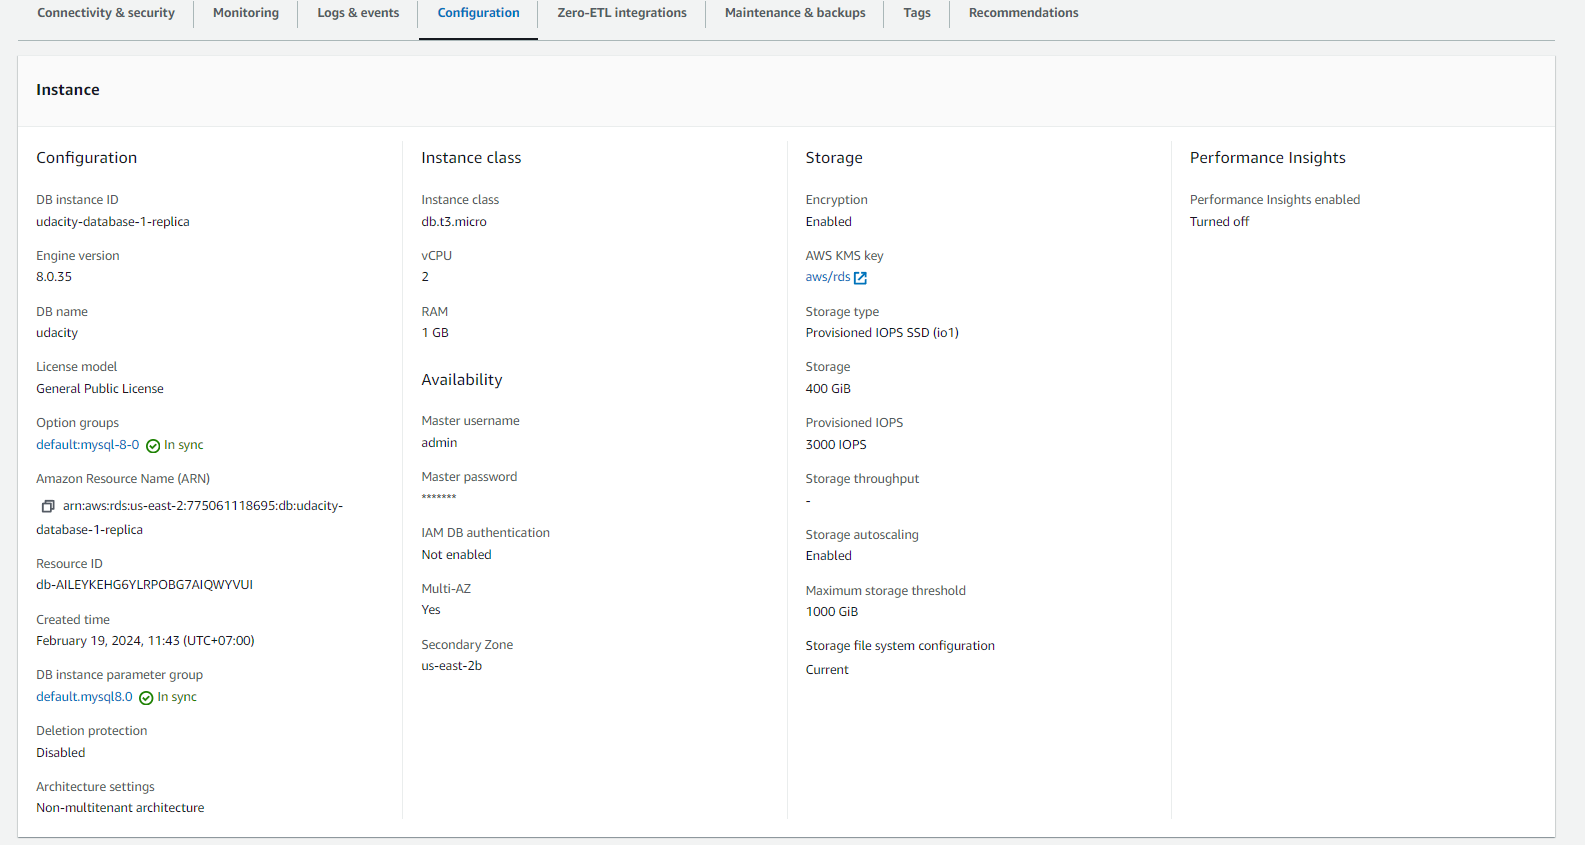 Connectivity & security
Monitoring
Logs & events
Configuration
Zero-ETL integrations
Maintenance & backups
Tags
Recommendations
Instance
Configuration
DB instance ID
udacity-database-1-replica
Engine version
8.0.35
DB name
udacity
License model
General Public License
Option groups
default:mysql-8-0 In sync
Amazon Resource Name (ARN)
arn:aws:rds:us-east-2:775061118695:db:udacity-
database-1-replica
Resource ID
db-AILEYKEHG6YLRPOBG7AIQWYVUI
Created time
February 19, 2024, 11:43 (UTC+07:00)
DB instance parameter group
default.mysql8.0 In sync
Deletion protection
Disabled
Architecture settings
Non-multitenant architecture
Instance class
Instance class
db.t3.micro
vCPU
2
RAM
1 GB
Availability
Master username
admin
Master password
*******
IAM DB authentication
Not enabled
Multi-AZ
Yes
Secondary Zone
us-east-2b
Storage
Encryption
Enabled
AWS KMS key
aws/rds
Storage type
Provisioned IOPS SSD (io1)
Storage
400 GiB
Provisioned IOPS
3000 IOPS
Storage throughput
-
Storage autoscaling
Enabled
Maximum storage threshold
1000 GiB
Storage file system configuration
Current
Performance Insights
Performance Insights enabled
Turned off